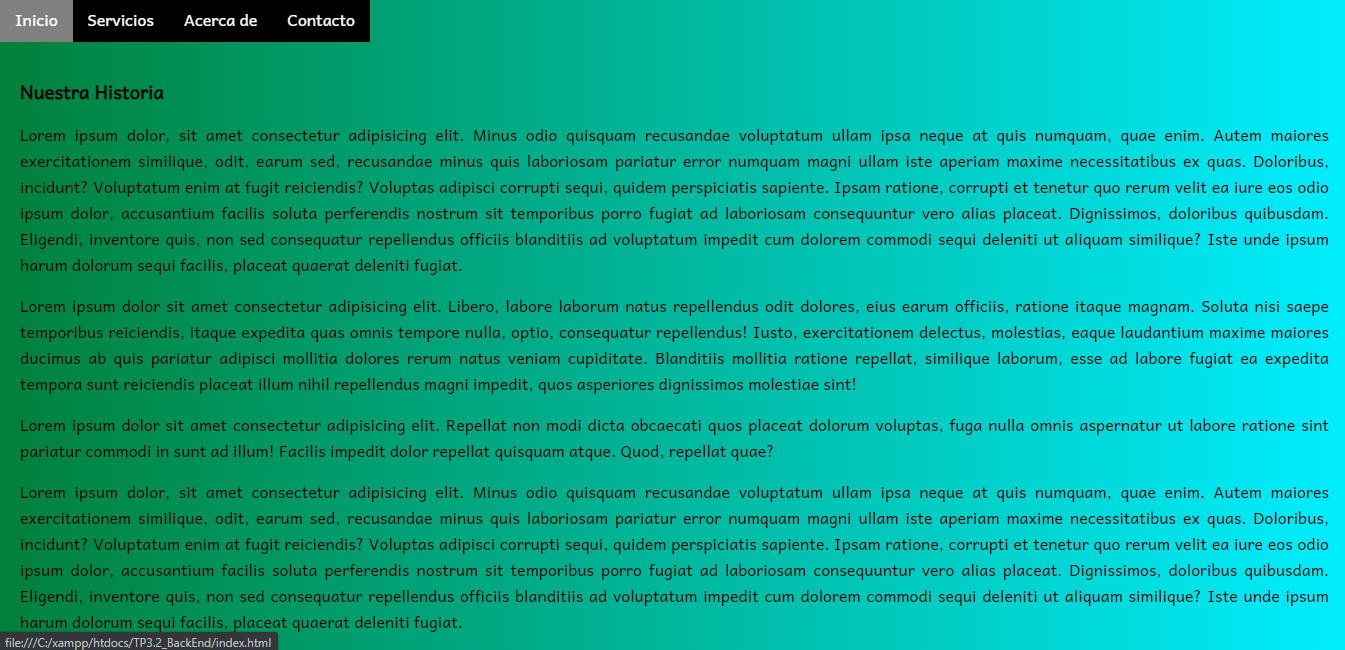 Inicio Servicios Acerca de Contacto
Nuestra Historia
Lorem ipsum dolor, sit amet consectetur adipisicing elit. Minus odio quisquam recusandae voluptatum ullam ipsa neque at quis numquam, quae enim. Autem maiores
exercitationem similique, odit, earum sed, recusandae minus quis laboriosam pariatur error numquam magni ullam iste aperiam maxime necessitatibus ex quas. Doloribus,
incidunt? Voluptatum enim at fugit reiciendis? Voluptas adipisci corrupti sequi, quidem perspiciatis sapiente. Ipsam ratione, corrupti et tenetur quo rerum velit ea iure eos odio
ipsum dolor, accusantium facilis soluta perferendis nostrum sit temporibus porro fugiat ad laboriosam consequuntur vero alias placeat. Dignissimos, doloribus quibusdam.
Eligendi, inventore quis, non sed consequatur repellendus officiis blanditiis ad voluptatum impedit cum dolorem commodi sequi deleniti ut aliquam similique? Iste unde ipsum
harum dolorum sequi facilis, placeat quaerat deleniti fugiat.
Lorem ipsum dolor sit amet consectetur adipisicing elit. Libero, labore laborum natus repellendus odit dolores, eius earum officiis, ratione itaque magnam. Soluta nisi saepe
temporibus reiciendis, itaque expedita quas omnis tempore nulla, optio, consequatur repellendus! Iusto, exercitationem delectus, molestias, eaque laudantium maxime maiores
ducimus ab quis pariatur adipisci mollitia dolores rerum natus veniam cupiditate. Blanditiis mollitia ratione repellat, similique laborum, esse ad labore fugiat ea expedita
tempora sunt reiciendis placeat illum nihil repellendus magni impedit, quos asperiores dignissimos molestiae sint!
Lorem ipsum dolor sit amet consectetur adipisicing elit. Repellat non modi dicta obcaecati quos placeat dolorum voluptas, fuga nulla omnis aspernatur ut labore ratione sint
pariatur commodi in sunt ad illum! Facilis impedit dolor repellat quisquam atque. Quod, repellat quae?
Lorem ipsum dolor, sit amet consectetur adipisicing elit. Minus odio quisquam recusandae voluptatum ullam ipsa neque at quis numquam, quae enim. Autem maiores
exercitationem similique, odit, earum sed, recusandae minus quis laboriosam pariatur error numquam magni ullam iste aperiam maxime necessitatibus ex quas. Doloribus,
incidunt? Voluptatum enim at fugit reiciendis? Voluptas adipisci corrupti sequi, quidem perspiciatis sapiente. Ipsam ratione, corrupti et tenetur quo rerum velit ea iure eos odio
ipsum dolor, accusantium facilis soluta perferendis nostrum sit temporibus porro fugiat ad laboriosam consequuntur vero alias placeat. Dignissimos, doloribus quibusdam.
Eligendi, inventore quis, non sed consequatur repellendus officiis blanditiis ad voluptatum impedit cum dolorem commodi sequi deleniti ut aliquam similique? Iste unde ipsum
harum dolorum sequi facilis, placeat quaerat deleniti fugiat.
file:///C:/xampp/htdocs/TP3.2_BackEnd/index.html